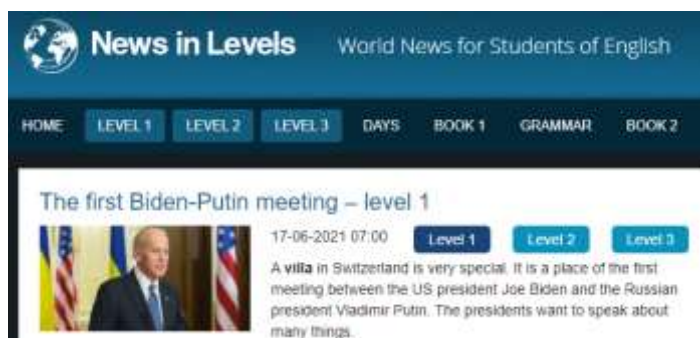 News in Levels
World News for Students of English
HOME LEVEL 1 LEVEL 2 LEVEL 3 DAYS BOOK 1 GRAMMAR BOOK 2
The first Biden-Putin meeting – level 1
17-06-2021 07:00 Level 1 Level 2 Level 3
A villa in Switzerland is very special. It is a place of the first
meeting between the US president Joe Biden and the Russian
president Vladimir Putin. The presidents want to speak about
many things.